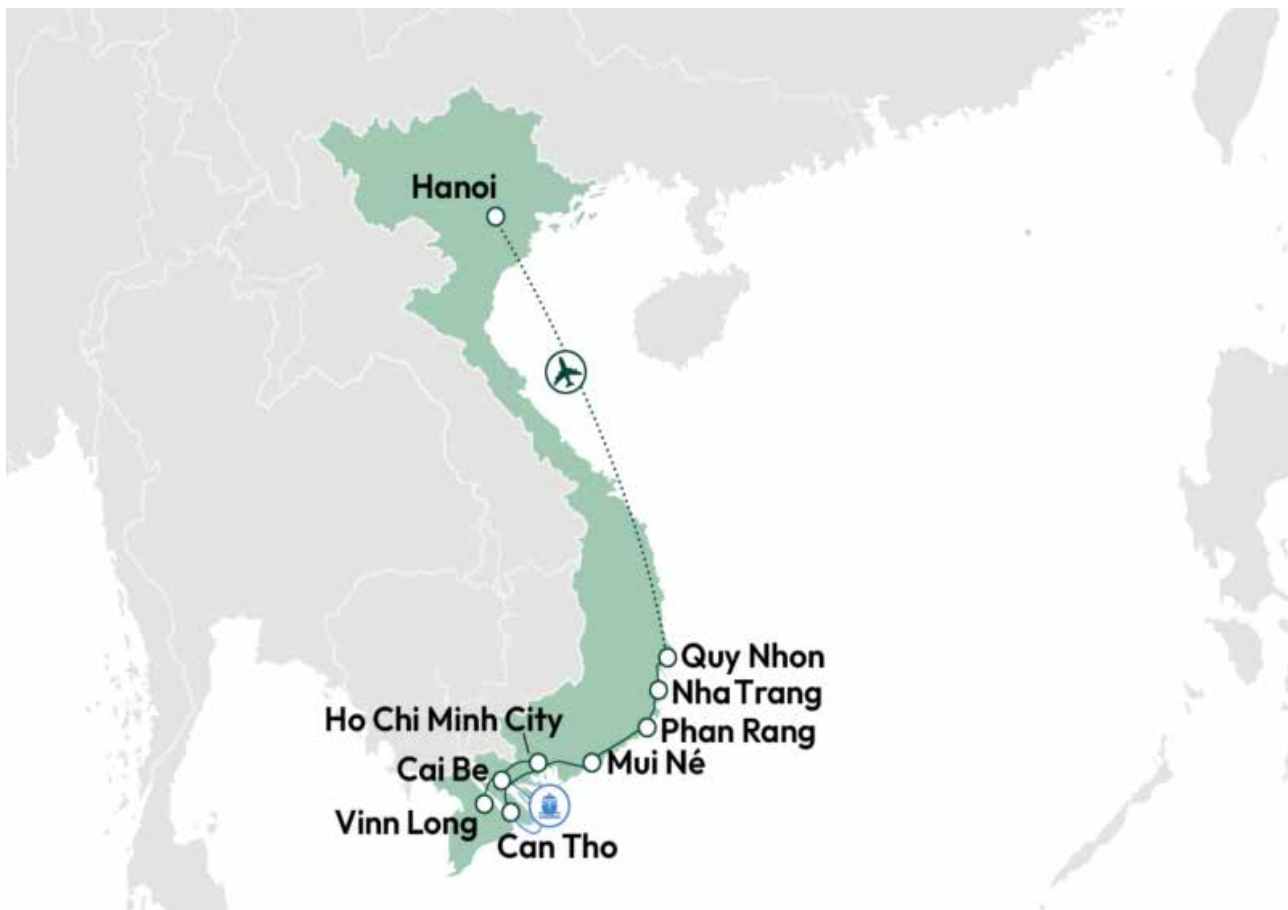 Hanoi
Quy Nhon
Nha Trang
Ho Chi Minh City
Phan Rang
Cai Be
Mui Né
Vinn Long
Can Tho